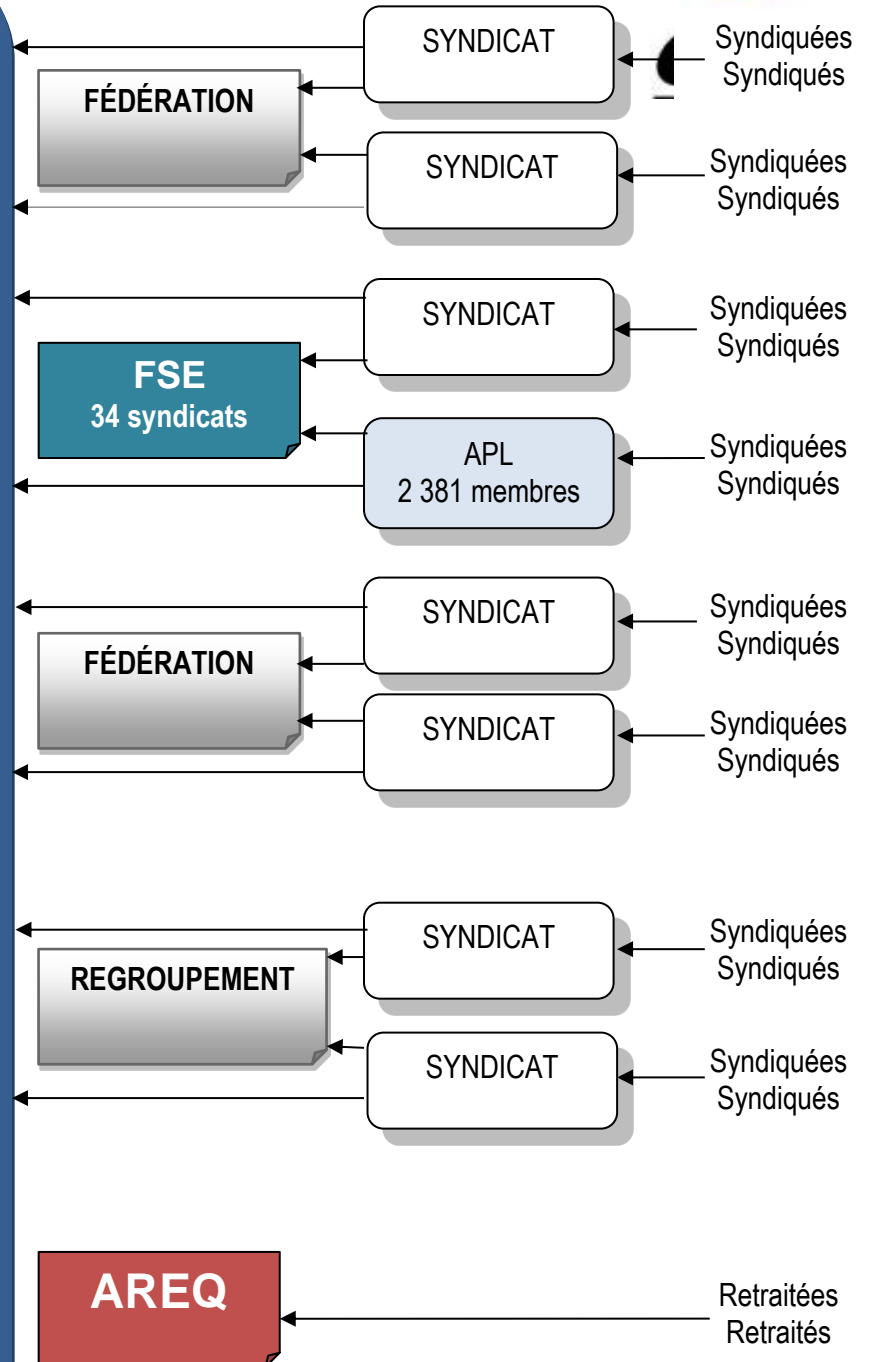 SYNDICAT
Syndiquées
Syndiqués
FÉDÉRATION
SYNDICAT
Syndiquées
Syndiqués
SYNDICAT
Syndiquées
Syndiqués
FSE
34 syndicats
APL
2 381 membres
Syndiquées
Syndiqués
SYNDICAT
Syndiquées
Syndiqués
FÉDÉRATION
SYNDICAT
Syndiquées
Syndiqués
SYNDICAT
Syndiquées
Syndiqués
REGROUPEMENT
SYNDICAT
Syndiquées
Syndiqués
AREQ
Retraitées
Retraités